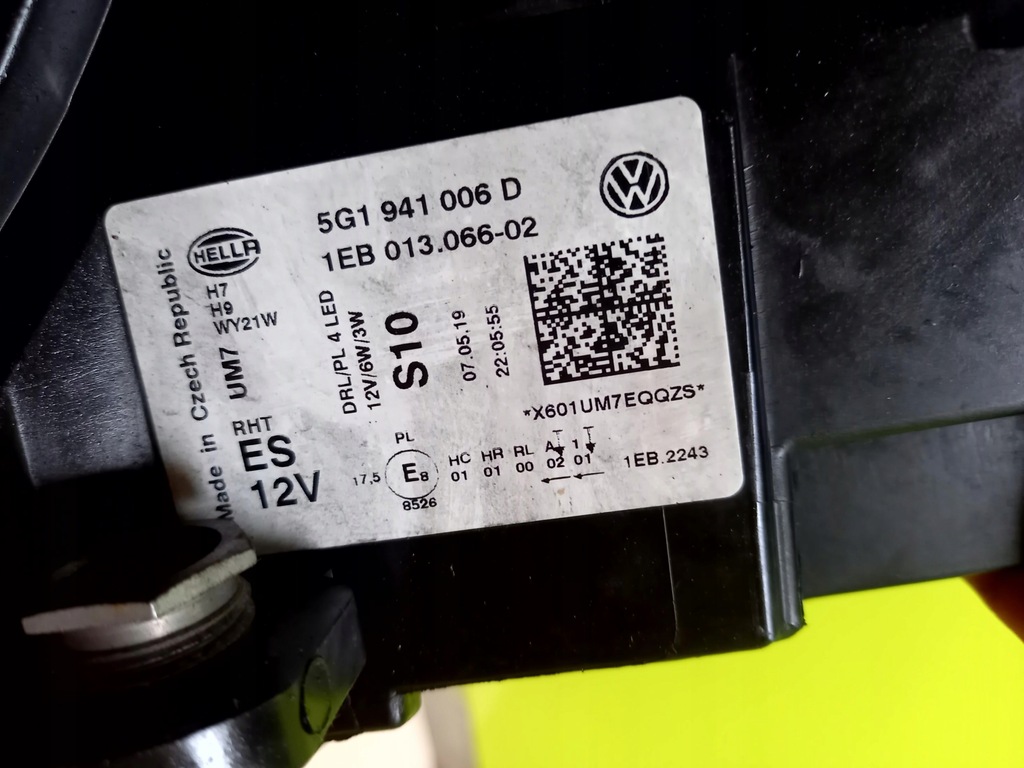 5G1 941 006 D
1EB 013.066-02
HELLA
Made in Czech Republic
H7
H9
WY21W
UM7
RHT
ES
12V
DRL/PL 4 LED
12V/6W/3W
S10
07.05.19
22:05:55
*X601UM7EQQZS*
PL
17.5 E8 HC HR RL A 1
01 01 00 02 01
8526
1EB.2243